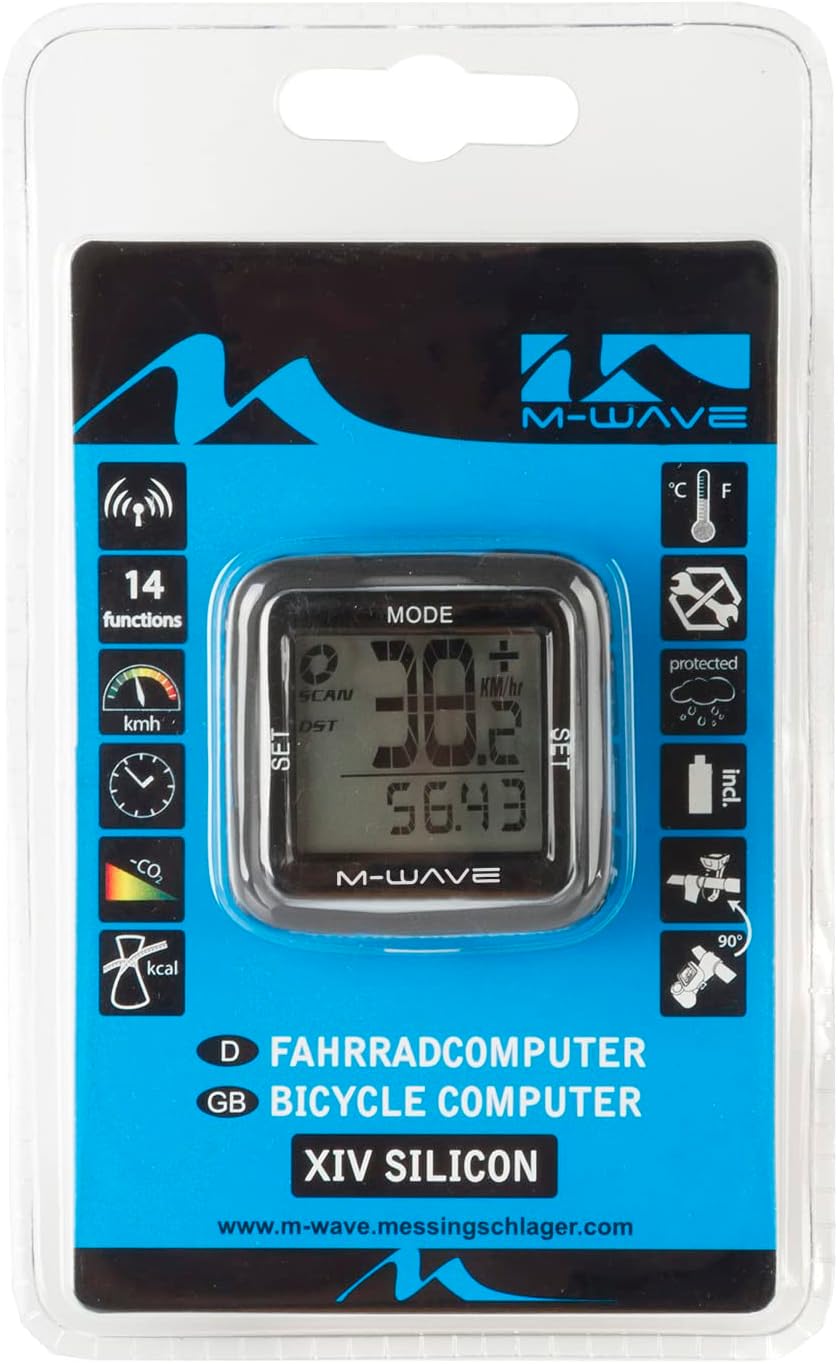 M-WAVE
°C F
14
functions
protected
kmh
incl.
-CO₂
kcal
90°
MODE
SCAN
DST
38.2
KM/hr
56.43
SET
SET
M-WAVE
D FAHRRADCOMPUTER
GB BICYCLE COMPUTER
XIV SILICON
www.m-wave.messingschlager.com